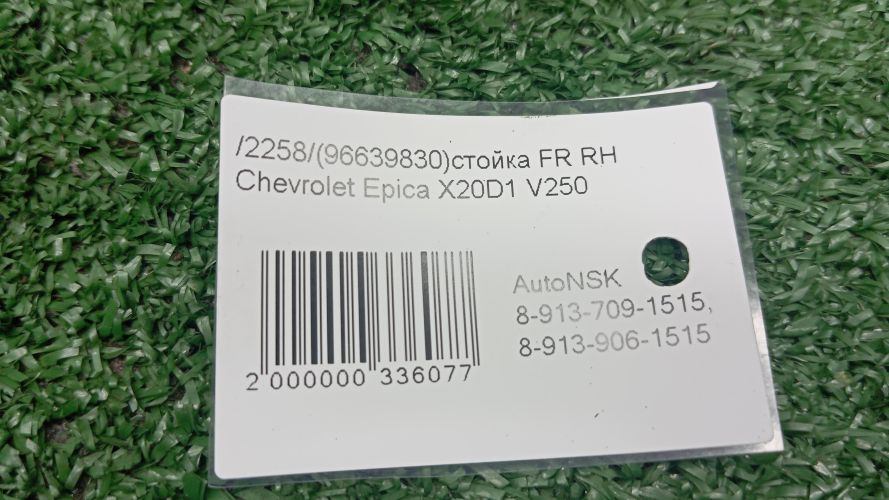 /2258/(96639830)стойка FR RH
Chevrolet Epica X20D1 V250
AutoNSK
8-913-709-1515,
8-913-906-1515
2 000000 336077